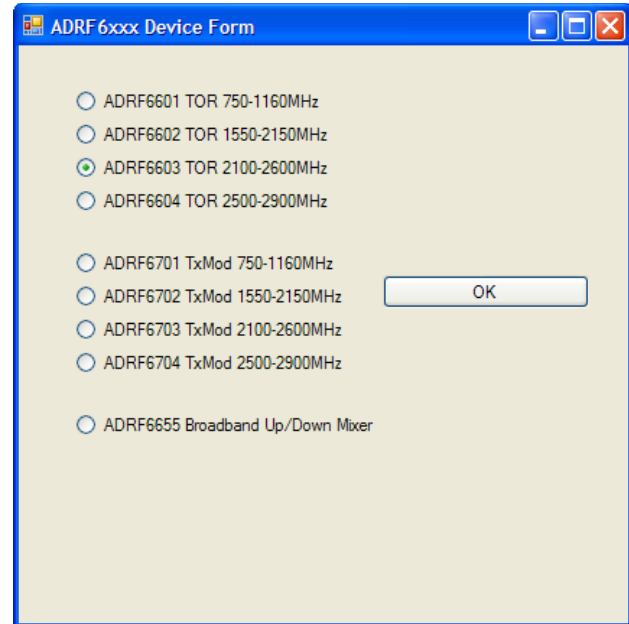 ADRF6xxx Device Form
ADRF6601 TOR 750-1160MHz
ADRF6602 TOR 1550-2150MHz
ADRF6603 TOR 2100-2600MHz
ADRF6604 TOR 2500-2900MHz
ADRF6701 TxMod 750-1160MHz
ADRF6702 TxMod 1550-2150MHz
OK
ADRF6703 TxMod 2100-2600MHz
ADRF6704 TxMod 2500-2900MHz
ADRF6655 Broadband Up/Down Mixer